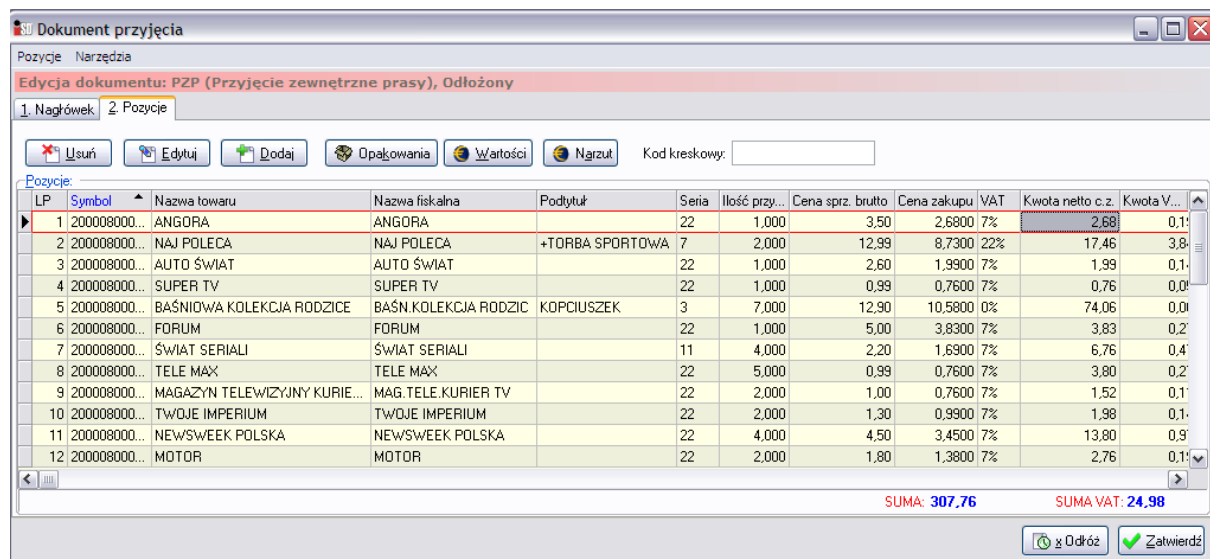 Dokument przyjęcia
Pozycje Narzędzia
Edycja dokumentu: PZP (Przyjęcie zewnętrzne prasy), Odłożony
1. Nagłówek 2. Pozycje
Usuń Edytuj Dodaj Opakowania Wartości Narzut Kod kreskowy:
Pozycje:
LP Symbol Nazwa towaru Nazwa fiskalna Podtytuł Seria Ilość przy... Cena sprz. brutto Cena zakupu VAT Kwota netto c.z. Kwota V...
1 200008000... ANGORA ANGORA 22 1,000 3,50 2,6800 7% 2,68
2 200008000... NAJ POLECA NAJ POLECA +TORBA SPORTOWA 7 2,000 12,99 8,7300 22% 17,46
3 200008000... AUTO ŚWIAT AUTO ŚWIAT 22 1,000 2,60 1,9900 7% 1,99
4 200008000... SUPER TV SUPER TV 22 1,000 0,99 0,7600 7% 0,76
5 200008000... BAŚNIOWA KOLEKCJA RODZICE BAŚN.KOLEKCJA RODZIC KOPCIUSZEK 3 7,000 12,90 10,5800 0% 74,06
6 200008000... FORUM FORUM 22 1,000 5,00 3,8300 7% 3,83
7 200008000... ŚWIAT SERIALI ŚWIAT SERIALI 11 4,000 2,20 1,6900 7% 6,76
8 200008000... TELE MAX TELE MAX 22 5,000 0,99 0,7600 7% 3,80
9 200008000... MAGAZYN TELEWIZYJNY KURIE... MAG.TELE.KURIER TV 22 2,000 1,00 0,7600 7% 1,52
10 200008000... TWOJE IMPERIUM TWOJE IMPERIUM 22 2,000 1,30 0,9900 7% 1,98
11 200008000... NEWSWEEK POLSKA NEWSWEEK POLSKA 22 4,000 4,50 3,4500 7% 13,80
12 200008000... MOTOR MOTOR 22 2,000 1,80 1,3800 7% 2,76
SUMA: 307,76 SUMA VAT: 24,98
x Odłóż Zatwierdź